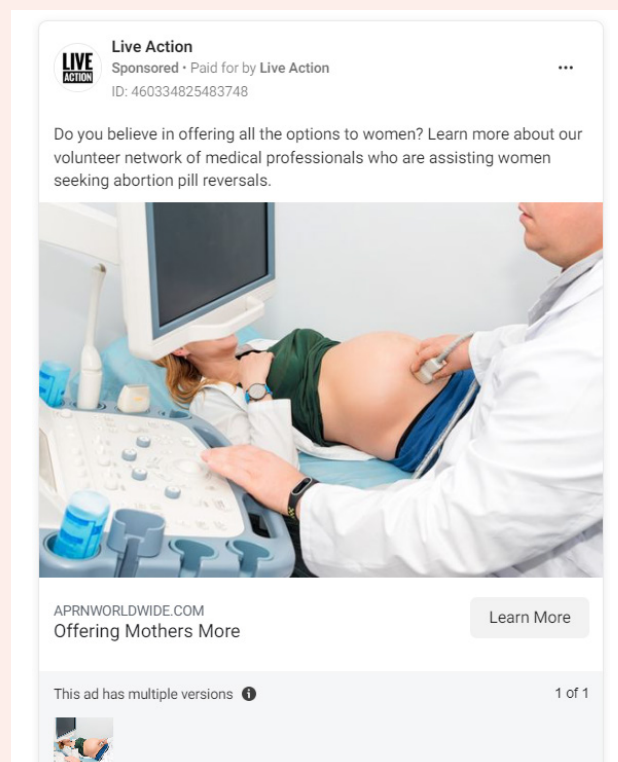 LIVE
ACTION
Live Action
Sponsored • Paid for by Live Action
ID: 460334825483748
Do you believe in offering all the options to women? Learn more about our
volunteer network of medical professionals who are assisting women
seeking abortion pill reversals.
APRNWORLDWIDE.COM
Offering Mothers More
Learn More
This ad has multiple versions
1 of 1